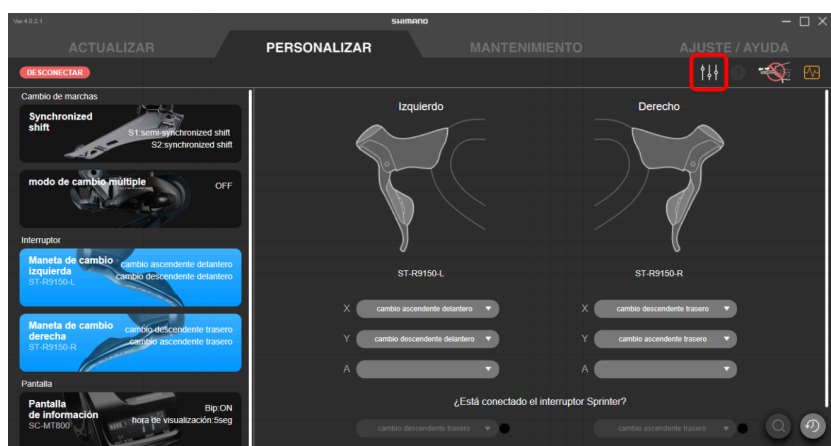 Ver.4.0.2.1
SHIMANO
ACTUALIZAR
PERSONALIZAR
MANTENIMIENTO
AJUSTE / AYUDA
DESCONECTAR
Cambio de marchas
Synchronized
shift
S1:semi-synchronized shift
S2:synchronized shift
modo de cambio múltiple
OFF
Interruptor
Maneta de cambio
izquierda
ST-R9150-L
cambio ascendente delantero
cambio descendente delantero
Maneta de cambio
derecha
ST-R9150-R
cambio descendente trasero
cambio ascendente trasero
Pantalla
Pantalla
de información
SC-MT800
Bip:ON
hora de visualización:5seg
Izquierdo
Derecho
ST-R9150-L
ST-R9150-R
X cambio ascendente delantero
X cambio descendente trasero
Y cambio descendente delantero
Y cambio ascendente trasero
A
A
¿Está conectado el interruptor Sprinter?
cambio descendente trasero
cambio ascendente trasero